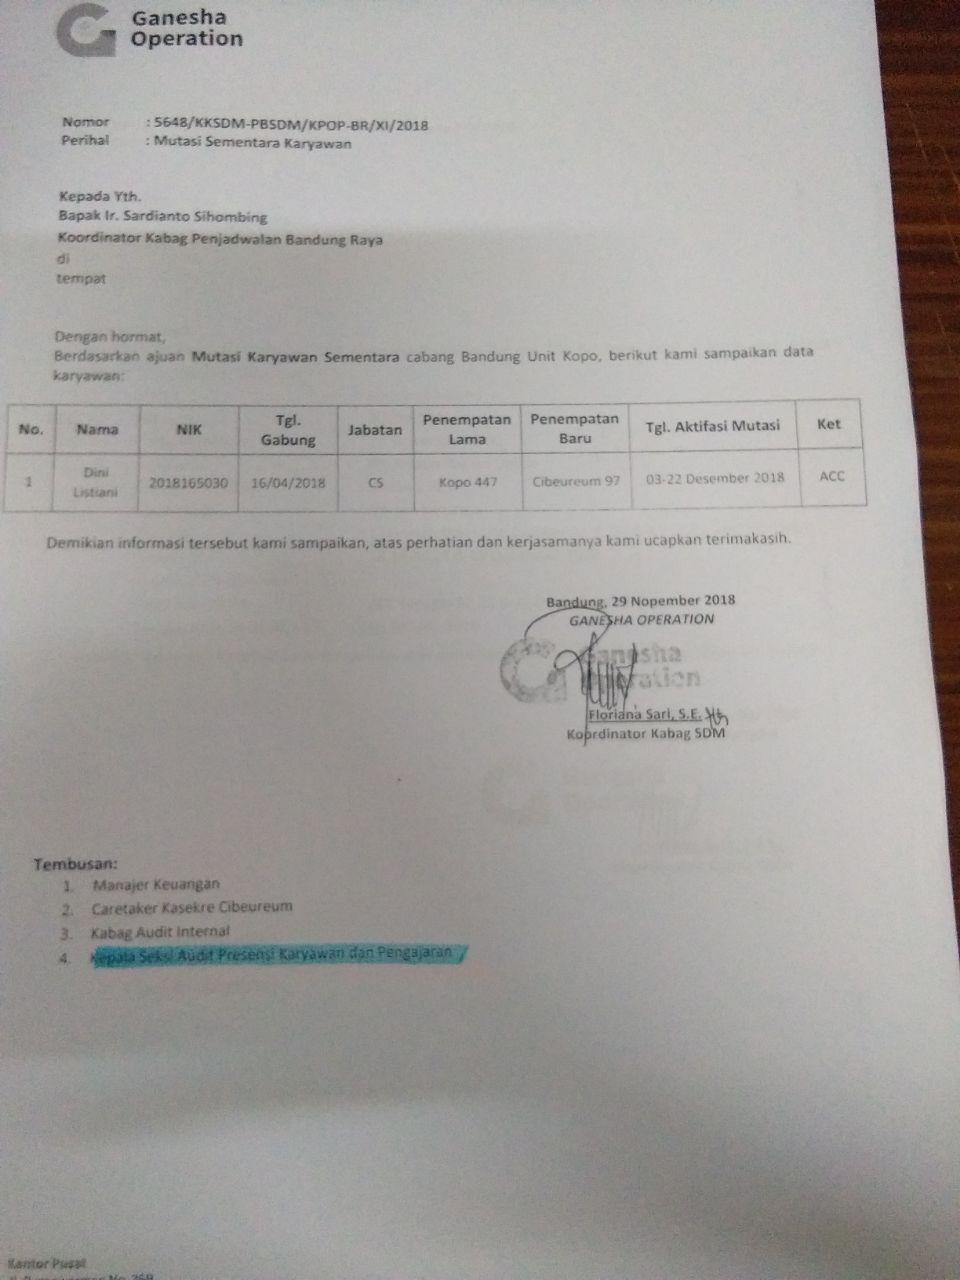 Ganesha
Operation
Nomor : 5648/KKSDM-PBSDM/KPOP-BR/XI/2018
Perihal : Mutasi Sementara Karyawan
Kepada Yth.
Bapak Ir. Sardianto Sihombing
Koordinator Kabag Penjadwalan Bandung Raya
di
tempat
Dengan hormat,
Berdasarkan ajuan Mutasi Karyawan Sementara cabang Bandung Unit Kopo, berikut kami sampaikan data
karyawan:
No. Nama NIK Tgl. Gabung Jabatan Penempatan Lama Penempatan Baru Tgl. Aktifasi Mutasi Ket
1 Dini Listiani 2018165030 16/04/2018 CS Kopo 447 Cibeureum 97 03-22 Desember 2018 ACC
Demikian informasi tersebut kami sampaikan, atas perhatian dan kerjasamanya kami ucapkan terimakasih.
Bandung, 29 Nopember 2018
GANESHA OPERATION
Ganesha
Operation
Floriana Sari, S.E.
Koordinator Kabag SDM
Tembusan:
1. Manajer Keuangan
2. Caretaker Kasekre Cibeureum
3. Kabag Audit Internal
4. Kepala Seksi Audit Presensi Karyawan dan Pengajaran
Kantor Pusat
No. 269